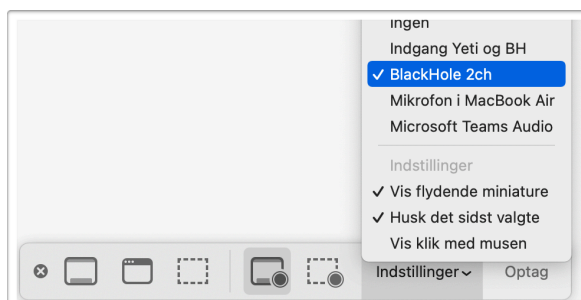 Ingen
Indgang Yeti og BH
✓ BlackHole 2ch
Mikrofon i MacBook Air
Microsoft Teams Audio
Indstillinger
✓ Vis flydende miniature
✓ Husk det sidst valgte
Vis klik med musen
Indstillinger
Optag